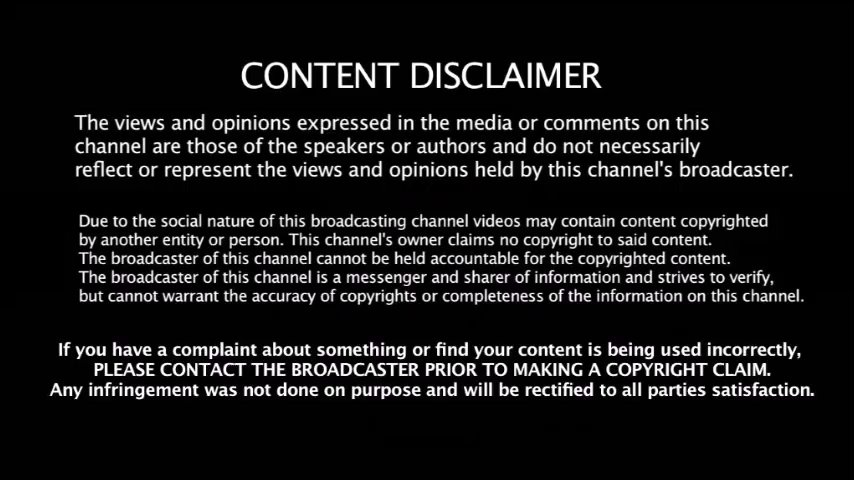 CONTENT DISCLAIMER
The views and opinions expressed in the media or comments on this
channel are those of the speakers or authors and do not necessarily
reflect or represent the views and opinions held by this channel's broadcaster.
Due to the social nature of this broadcasting channel videos may contain content copyrighted
by another entity or person. This channel's owner claims no copyright to said content.
The broadcaster of this channel cannot be held accountable for the copyrighted content.
The broadcaster of this channel is a messenger and sharer of information and strives to verify,
but cannot warrant the accuracy of copyrights or completeness of the information on this channel.
If you have a complaint about something or find your content is being used incorrectly,
PLEASE CONTACT THE BROADCASTER PRIOR TO MAKING A COPYRIGHT CLAIM.
Any infringement was not done on purpose and will be rectified to all parties satisfaction.